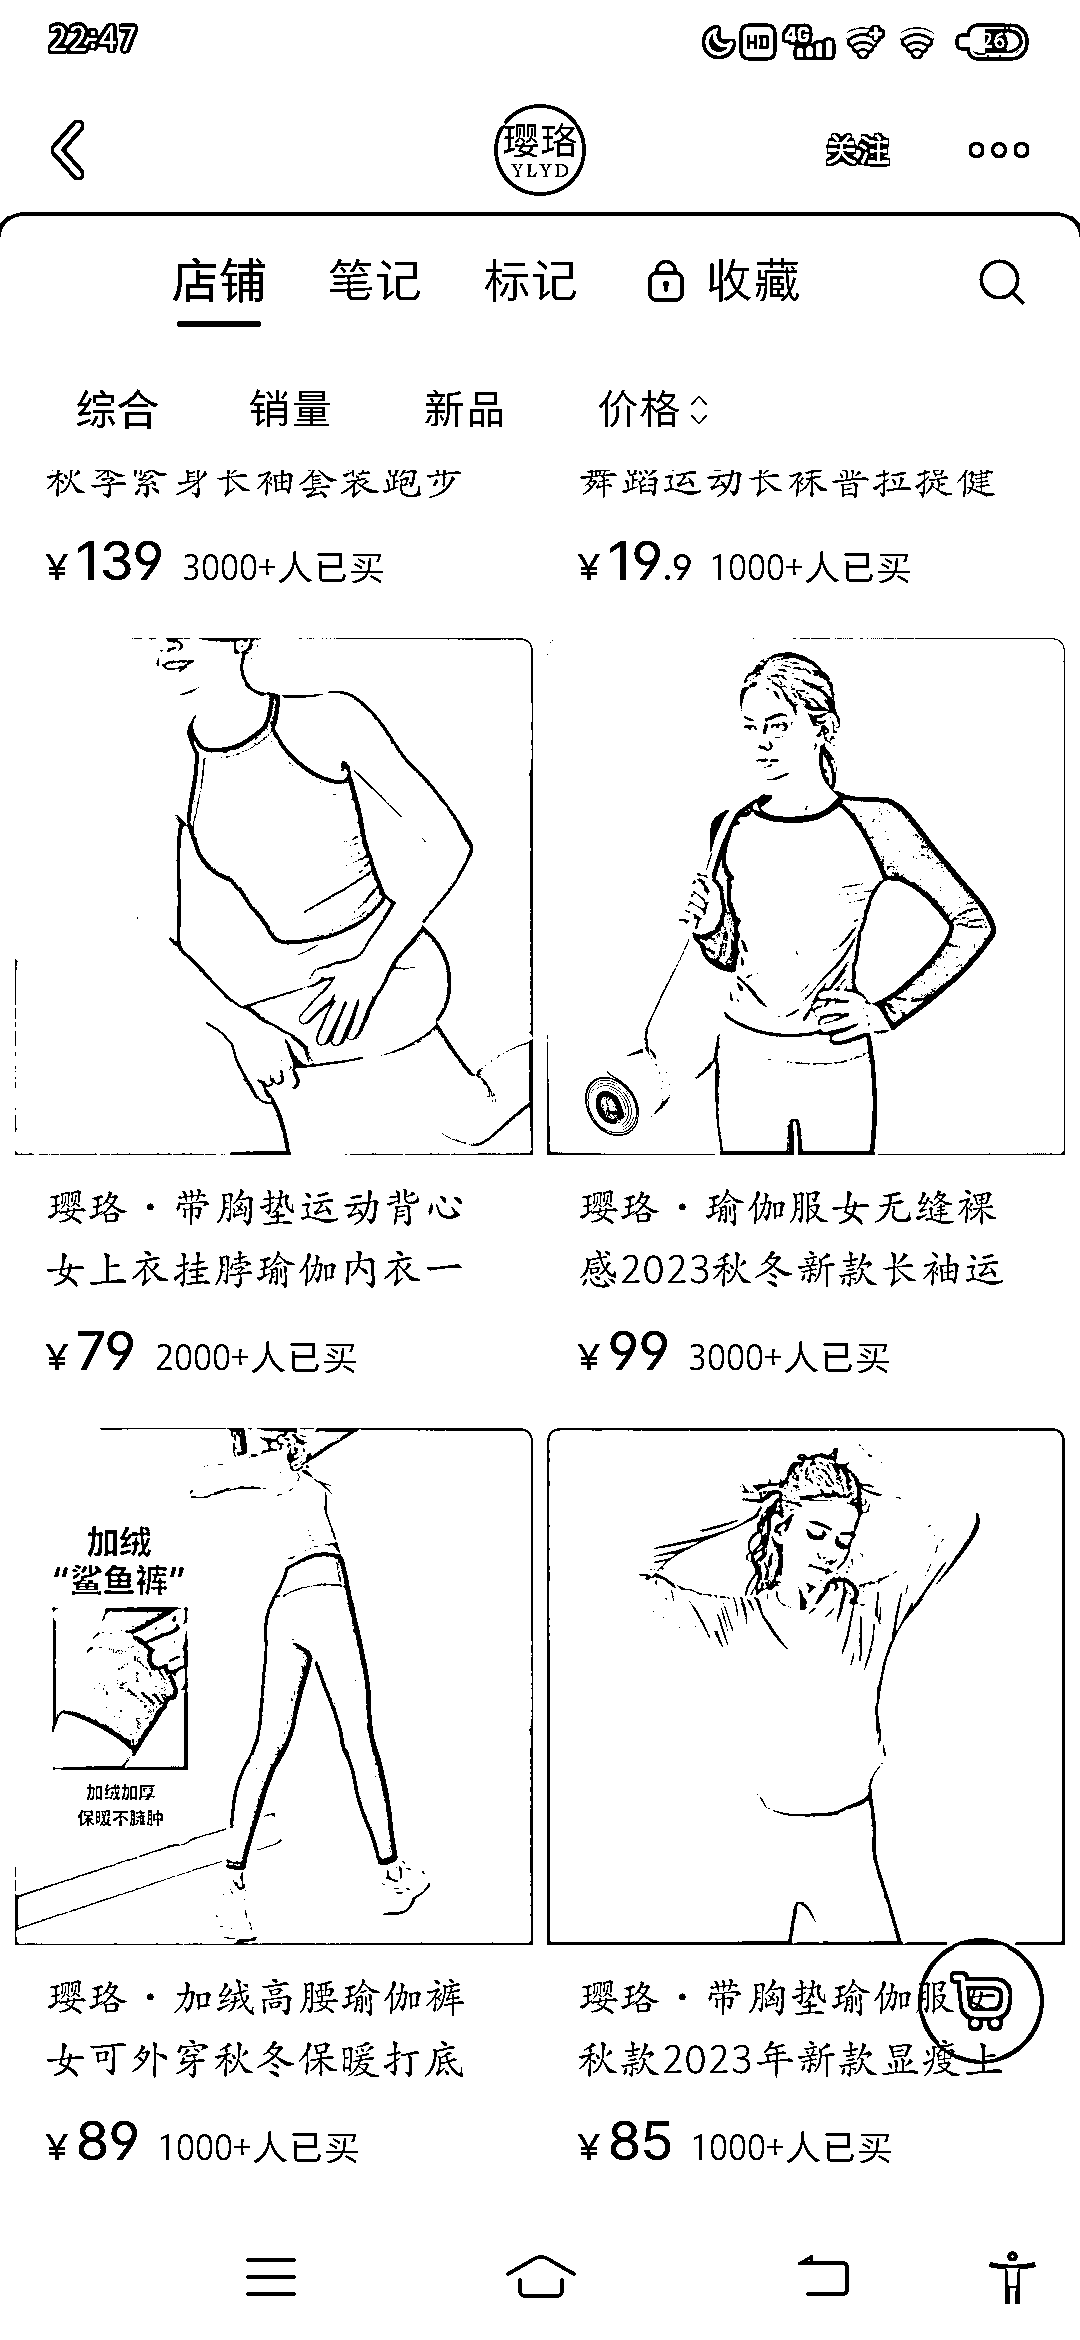 22:47
HD 4G 26
璎珞
YLYD
关注
店铺 笔记 标记 收藏
综合 销量 新品 价格
秋季紧身长袖套装跑步
¥139 3000+人已买
舞蹈运动长袜普拉提健
¥19.9 1000+人已买
璎珞·带胸垫运动背心
女上衣挂脖瑜伽内衣一
¥79 2000+人已买
璎珞·瑜伽服女无缝裸
感2023秋冬新款长袖运
¥99 3000+人已买
加绒
“鲨鱼裤”
加绒加厚
保暖不臃肿
璎珞·加绒高腰瑜伽裤
女可外穿秋冬保暖打底
¥89 1000+人已买
璎珞·带胸垫瑜伽服女
秋款2023年新款显瘦上
¥85 1000+人已买